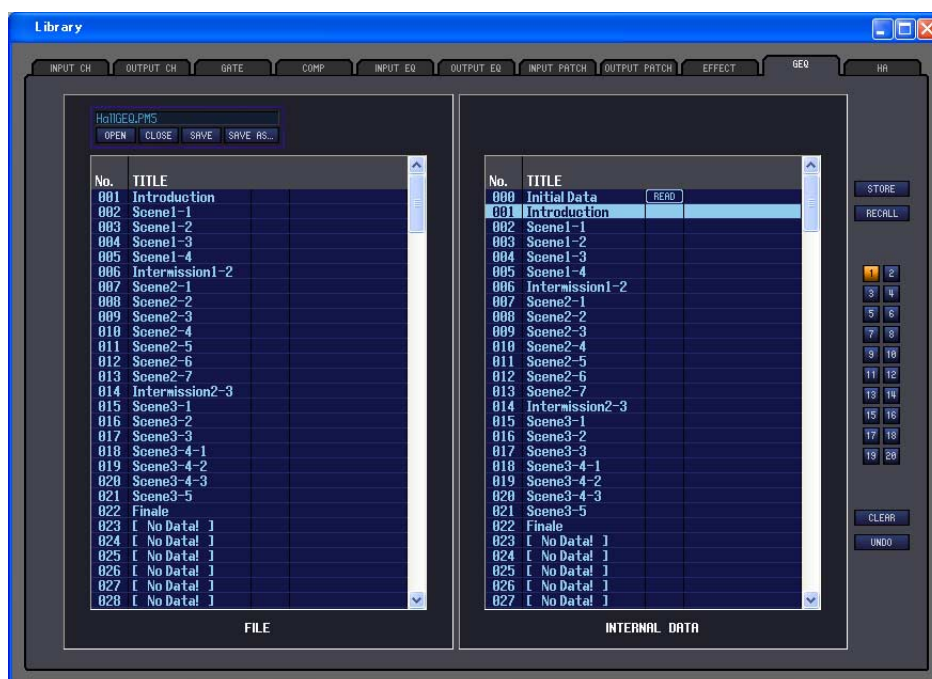 Library
INPUT CH OUTPUT CH GATE COMP INPUT EQ OUTPUT EQ INPUT PATCH OUTPUT PATCH EFFECT GEQ HA
HallGEQ.PM5
OPEN CLOSE SAVE SAVE AS...
No. TITLE
001 Introduction
002 Scene1-1
003 Scene1-2
004 Scene1-3
005 Scene1-4
006 Intermission1-2
007 Scene2-1
008 Scene2-2
009 Scene2-3
010 Scene2-4
011 Scene2-5
012 Scene2-6
013 Scene2-7
014 Intermission2-3
015 Scene3-1
016 Scene3-2
017 Scene3-3
018 Scene3-4-1
019 Scene3-4-2
020 Scene3-4-3
021 Scene3-5
022 Finale
023 [ No Data! ]
024 [ No Data! ]
025 [ No Data! ]
026 [ No Data! ]
027 [ No Data! ]
028 [ No Data! ]
FILE
No. TITLE
000 Initial Data READ
001 Introduction
002 Scene1-1
003 Scene1-2
004 Scene1-3
005 Scene1-4
006 Intermission1-2
007 Scene2-1
008 Scene2-2
009 Scene2-3
010 Scene2-4
011 Scene2-5
012 Scene2-6
013 Scene2-7
014 Intermission2-3
015 Scene3-1
016 Scene3-2
017 Scene3-3
018 Scene3-4-1
019 Scene3-4-2
020 Scene3-4-3
021 Scene3-5
022 Finale
023 [ No Data! ]
024 [ No Data! ]
025 [ No Data! ]
026 [ No Data! ]
027 [ No Data! ]
INTERNAL DATA
STORE
RECALL
1 2
3 4
5 6
7 8
9 10
11 12
13 14
15 16
17 18
19 20
CLEAR
UNDO